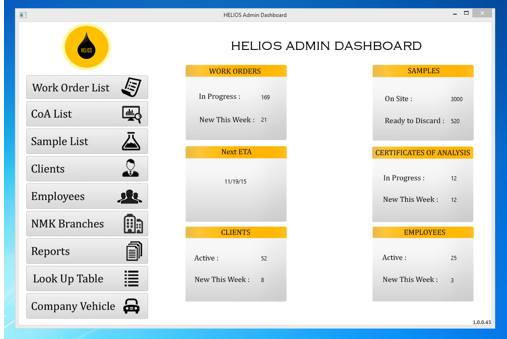 HELIOS Admin Dashboard
HELIOS
HELIOS ADMIN DASHBOARD
Work Order List
CoA List
Sample List
Clients
Employees
NMK Branches
Reports
Look Up Table
Company Vehicle
WORK ORDERS
In Progress : 169
New This Week : 21
SAMPLES
On Site : 3000
Ready to Discard : 520
Next ETA
11/19/15
CERTIFICATES OF ANALYSIS
In Progress : 12
New This Week : 12
CLIENTS
Active : 52
New This Week : 8
EMPLOYEES
Active : 25
New This Week : 3
1.0.0.45